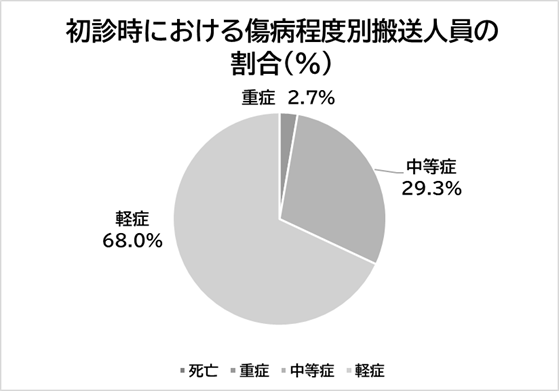 初診時における傷病程度別搬送人員の
割合(%)
重症 2.7%
中等症
29.3%
軽症
68.0%
死亡 重症 中等症 軽症